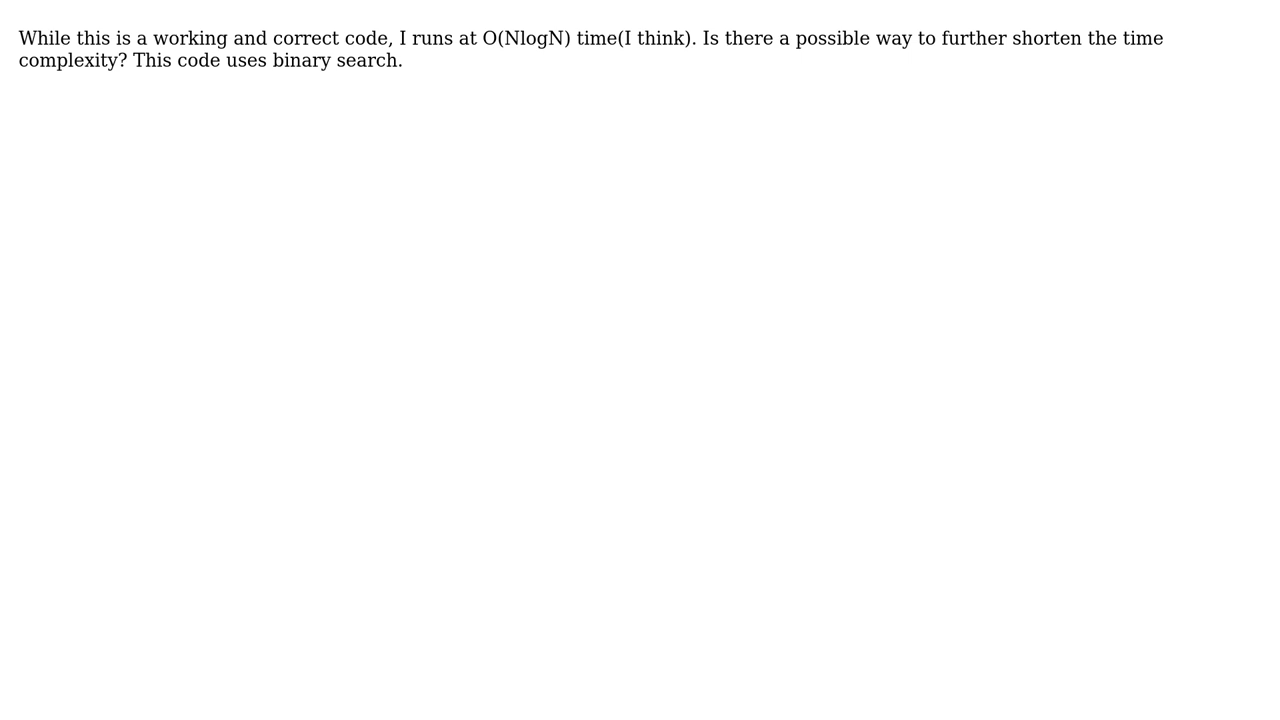 While this is a working and correct code, I runs at O(NlogN) time(I think). Is there a possible way to further shorten the time
complexity? This code uses binary search.